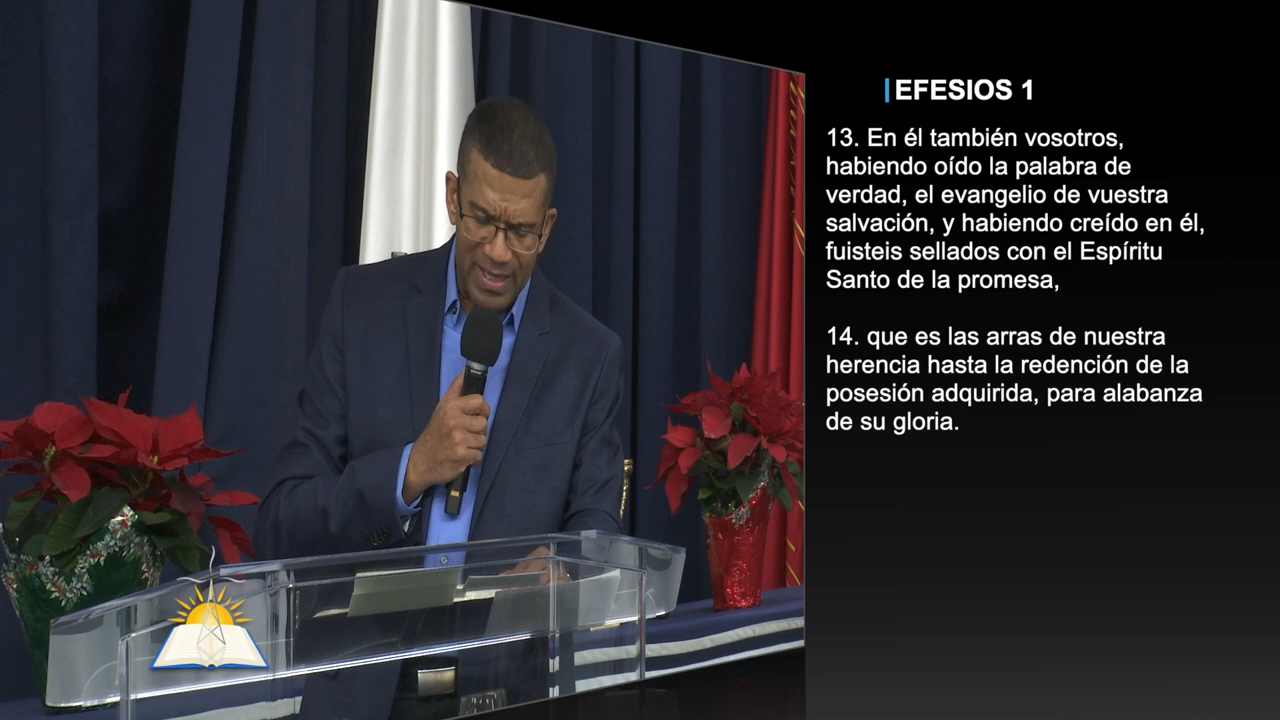 EFESIOS 1
13. En él también vosotros,
habiendo oído la palabra de
verdad, el evangelio de vuestra
salvación, y habiendo creído en él,
fuisteis sellados con el Espíritu
Santo de la promesa,
14. que es las arras de nuestra
herencia hasta la redención de la
posesión adquirida, para alabanza
de su gloria.